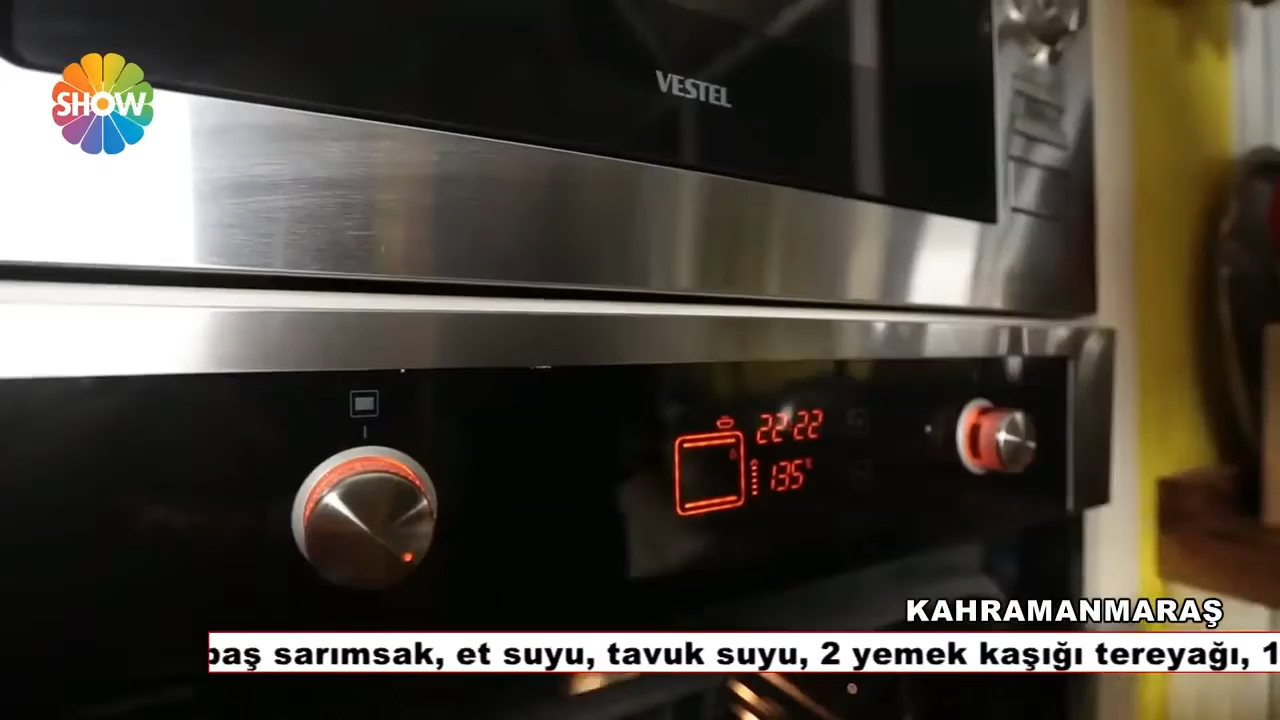 SHOW
VESTEL
22:22
135°
KAHRAMANMARAŞ
baş sarımsak, et suyu, tavuk suyu, 2 yemek kaşığı tereyağı, 1